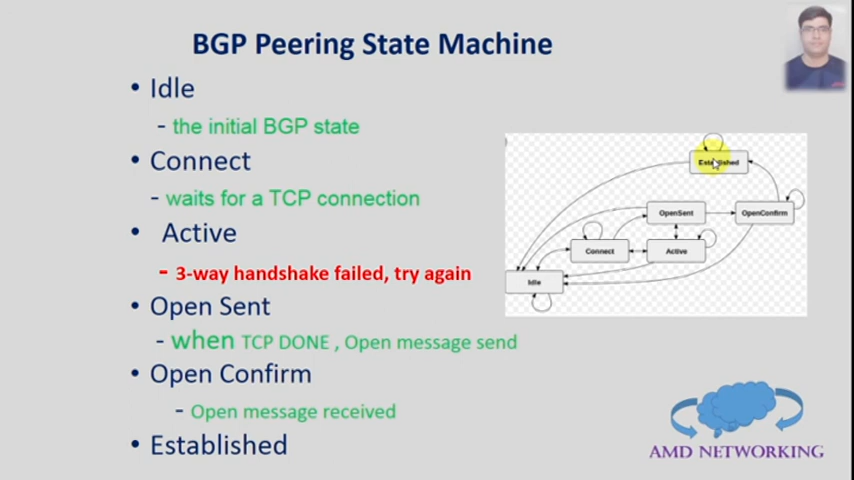 BGP Peering State Machine
• Idle
- the initial BGP state
• Connect
- waits for a TCP connection
• Active
- 3-way handshake failed, try again
• Open Sent
- when TCP DONE , Open message send
• Open Confirm
- Open message received
• Established
Established
OpenSent
OpenConfirm
Connect
Active
Idle
AMD NETWORKING